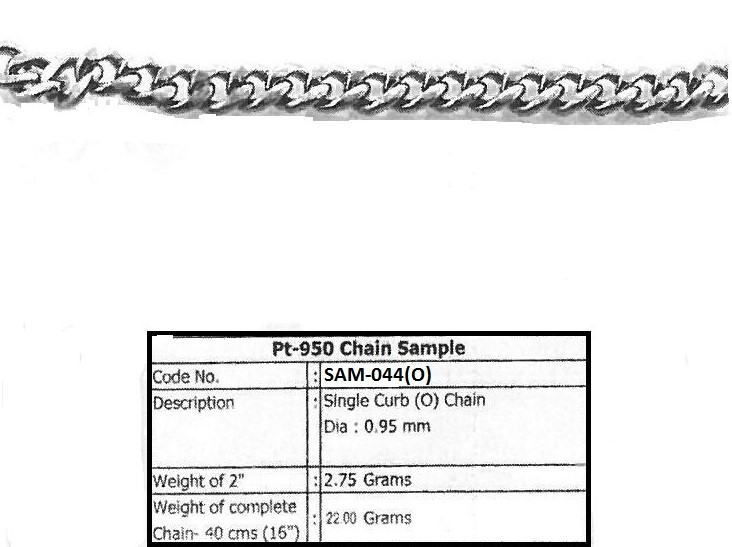 Pt-950 Chain Sample
Code No. : SAM-044(O)
Description : Single Curb (O) Chain
Dia : 0.95 mm
Weight of 2" : 2.75 Grams
Weight of complete
Chain- 40 cms (16") : 22.00 Grams